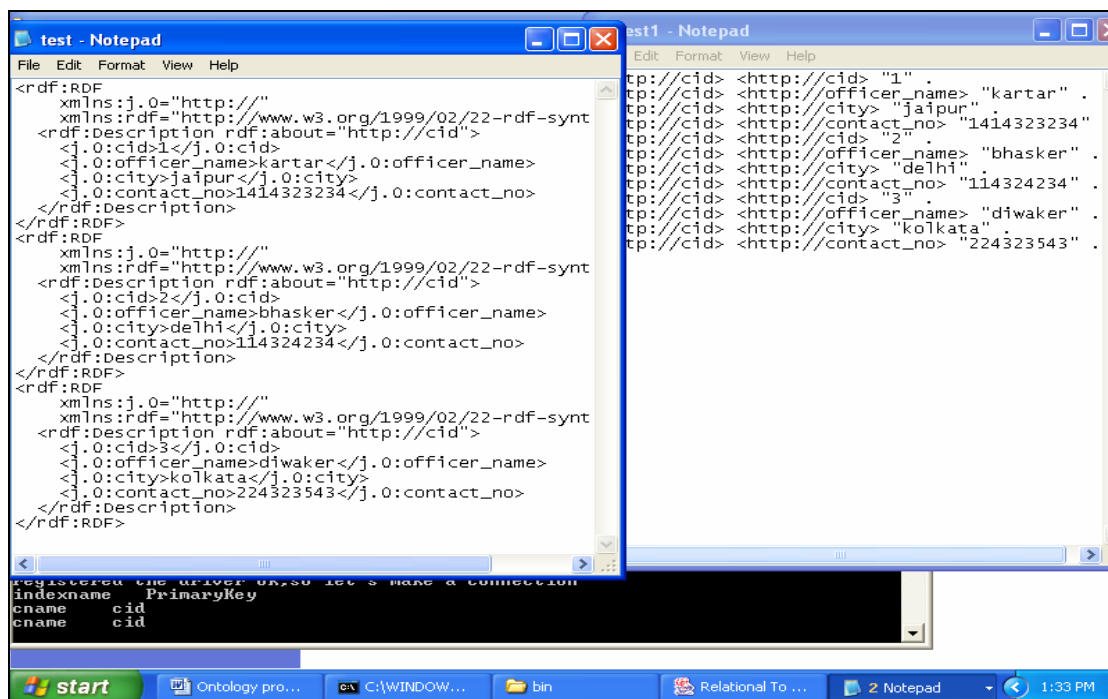 test - Notepad
File Edit Format View Help
<rdf:RDF
xmlns:j.0="http://"
xmlns:rdf="http://www.w3.org/1999/02/22-rdf-synt
<rdf:Description rdf:about="http://cid">
<j.0:cid>1</j.0:cid>
<j.0:officer_name>kartar</j.0:officer_name>
<j.0:city>jaipur</j.0:city>
<j.0:contact_no>1414323234</j.0:contact_no>
</rdf:Description>
</rdf:RDF>
<rdf:RDF
xmlns:j.0="http://"
xmlns:rdf="http://www.w3.org/1999/02/22-rdf-synt
<rdf:Description rdf:about="http://cid">
<j.0:cid>2</j.0:cid>
<j.0:officer_name>bhasker</j.0:officer_name>
<j.0:city>delhi</j.0:city>
<j.0:contact_no>114324234</j.0:contact_no>
</rdf:Description>
</rdf:RDF>
<rdf:RDF
xmlns:j.0="http://"
xmlns:rdf="http://www.w3.org/1999/02/22-rdf-synt
<rdf:Description rdf:about="http://cid">
<j.0:cid>3</j.0:cid>
<j.0:officer_name>diwaker</j.0:officer_name>
<j.0:city>kolkata</j.0:city>
<j.0:contact_no>224323543</j.0:contact_no>
</rdf:Description>
</rdf:RDF>
est1 - Notepad
Edit Format View Help
tp://cid> <http://cid> "1" .
tp://cid> <http://officer_name> "kartar" .
tp://cid> <http://city> "jaipur" .
tp://cid> <http://contact_no> "1414323234"
tp://cid> <http://cid> "2" .
tp://cid> <http://officer_name> "bhasker" .
tp://cid> <http://city> "delhi" .
tp://cid> <http://contact_no> "114324234" .
tp://cid> <http://cid> "3" .
tp://cid> <http://officer_name> "diwaker" .
tp://cid> <http://city> "kolkata" .
tp://cid> <http://contact_no> "224323543" .
registered the driver ok,so let's make a connection
indexname PrimaryKey
cname cid
cname cid
start Ontology pro... C:\WINDOW... bin Relational To ... 2 Notepad 1:33 PM